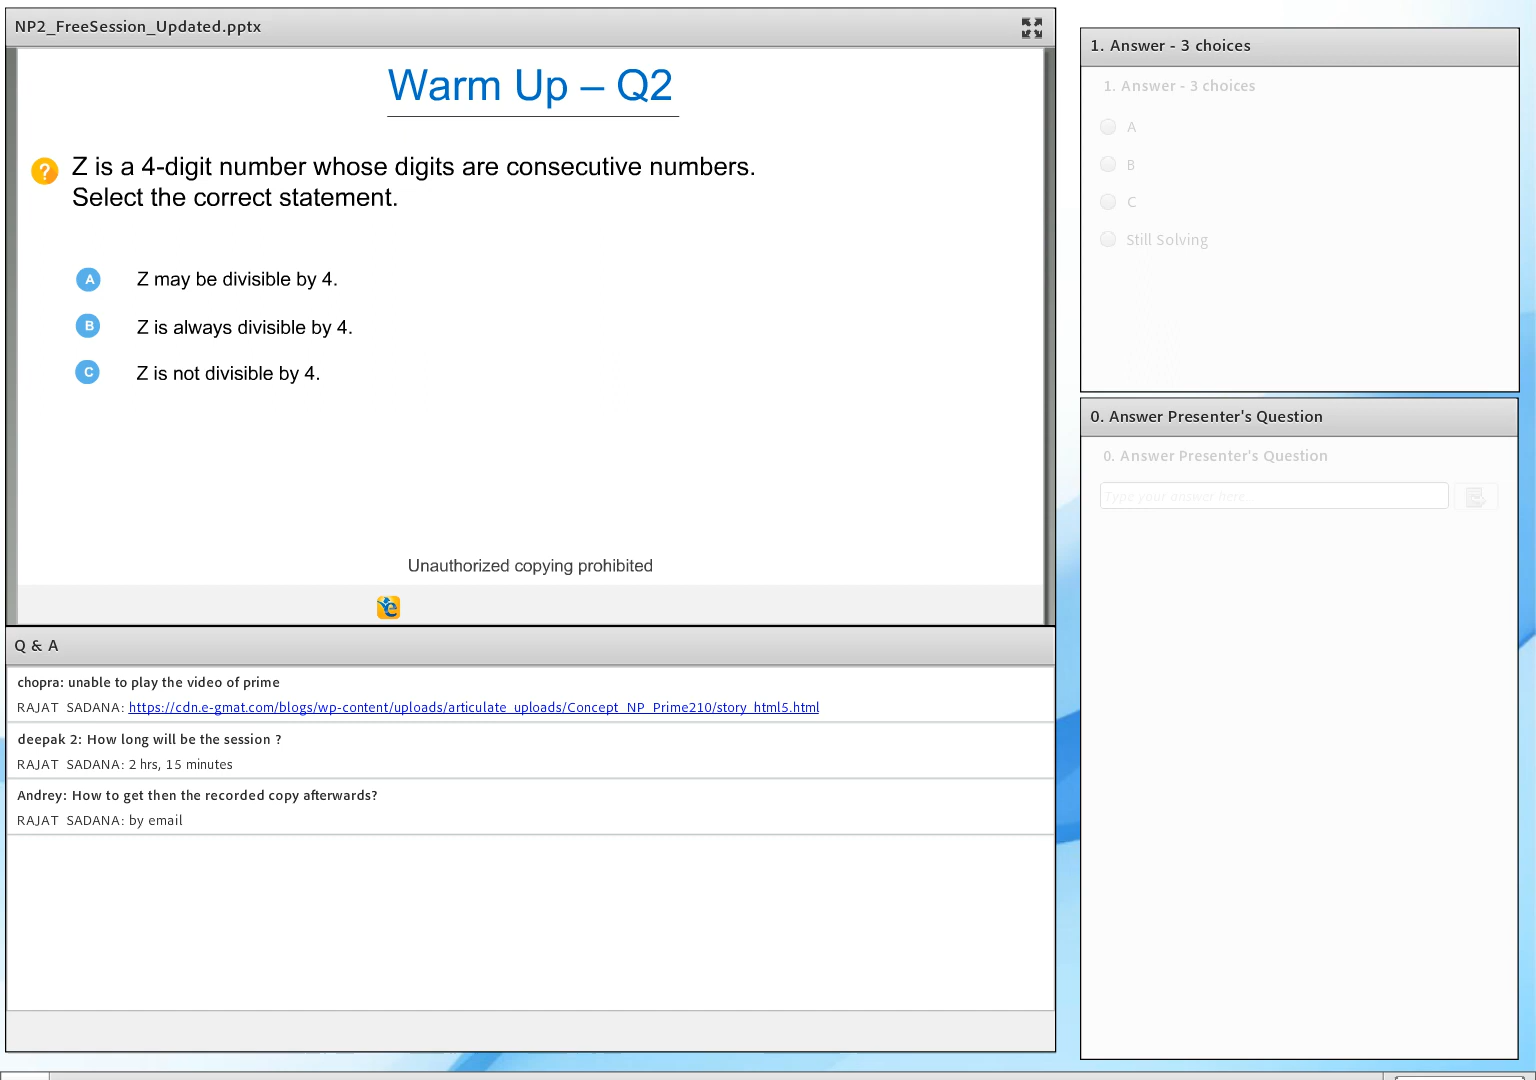 NP2_FreeSession_Updated.pptx
Warm Up – Q2
? Z is a 4-digit number whose digits are consecutive numbers.
Select the correct statement.
A Z may be divisible by 4.
B Z is always divisible by 4.
C Z is not divisible by 4.
Unauthorized copying prohibited
e
Q & A
chopra: unable to play the video of prime
RAJAT SADANA: https://cdn.e-gmat.com/blogs/wp-content/uploads/articulate_uploads/Concept_NP_Prime210/story_html5.html
deepak 2: How long will be the session ?
RAJAT SADANA: 2 hrs, 15 minutes
Andrey: How to get then the recorded copy afterwards?
RAJAT SADANA: by email
1. Answer - 3 choices
1. Answer - 3 choices
A
B
C
Still Solving
0. Answer Presenter's Question
0. Answer Presenter's Question
Type your answer here.